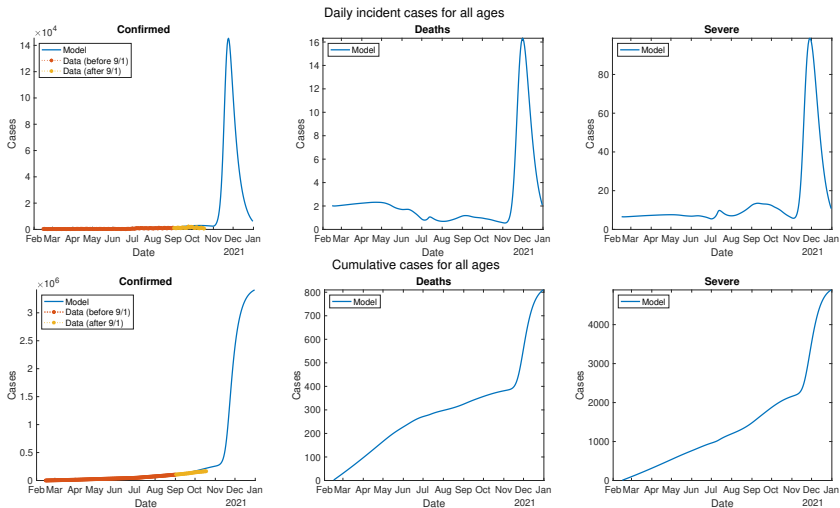 Daily incident cases for all ages
Confirmed
×10⁴
14
12
10
8
6
4
2
0
Cases
Model
Data (before 9/1)
Data (after 9/1)
Feb Mar Apr May Jun Jul Aug Sep Oct Nov Dec Jan
Date
2021
Deaths
16
14
12
10
8
6
4
2
0
Cases
Model
Feb Mar Apr May Jun Jul Aug Sep Oct Nov Dec Jan
Date
2021
Severe
80
60
40
20
0
Cases
Model
Feb Mar Apr May Jun Jul Aug Sep Oct Nov Dec Jan
Date
2021
Cumulative cases for all ages
Confirmed
×10⁶
3
2.5
2
1.5
1
0.5
0
Cases
Model
Data (before 9/1)
Data (after 9/1)
Feb Mar Apr May Jun Jul Aug Sep Oct Nov Dec Jan
Date
2021
Deaths
800
700
600
500
400
300
200
100
0
Cases
Model
Feb Mar Apr May Jun Jul Aug Sep Oct Nov Dec Jan
Date
2021
Severe
4000
3000
2000
1000
0
Cases
Model
Feb Mar Apr May Jun Jul Aug Sep Oct Nov Dec Jan
Date
2021